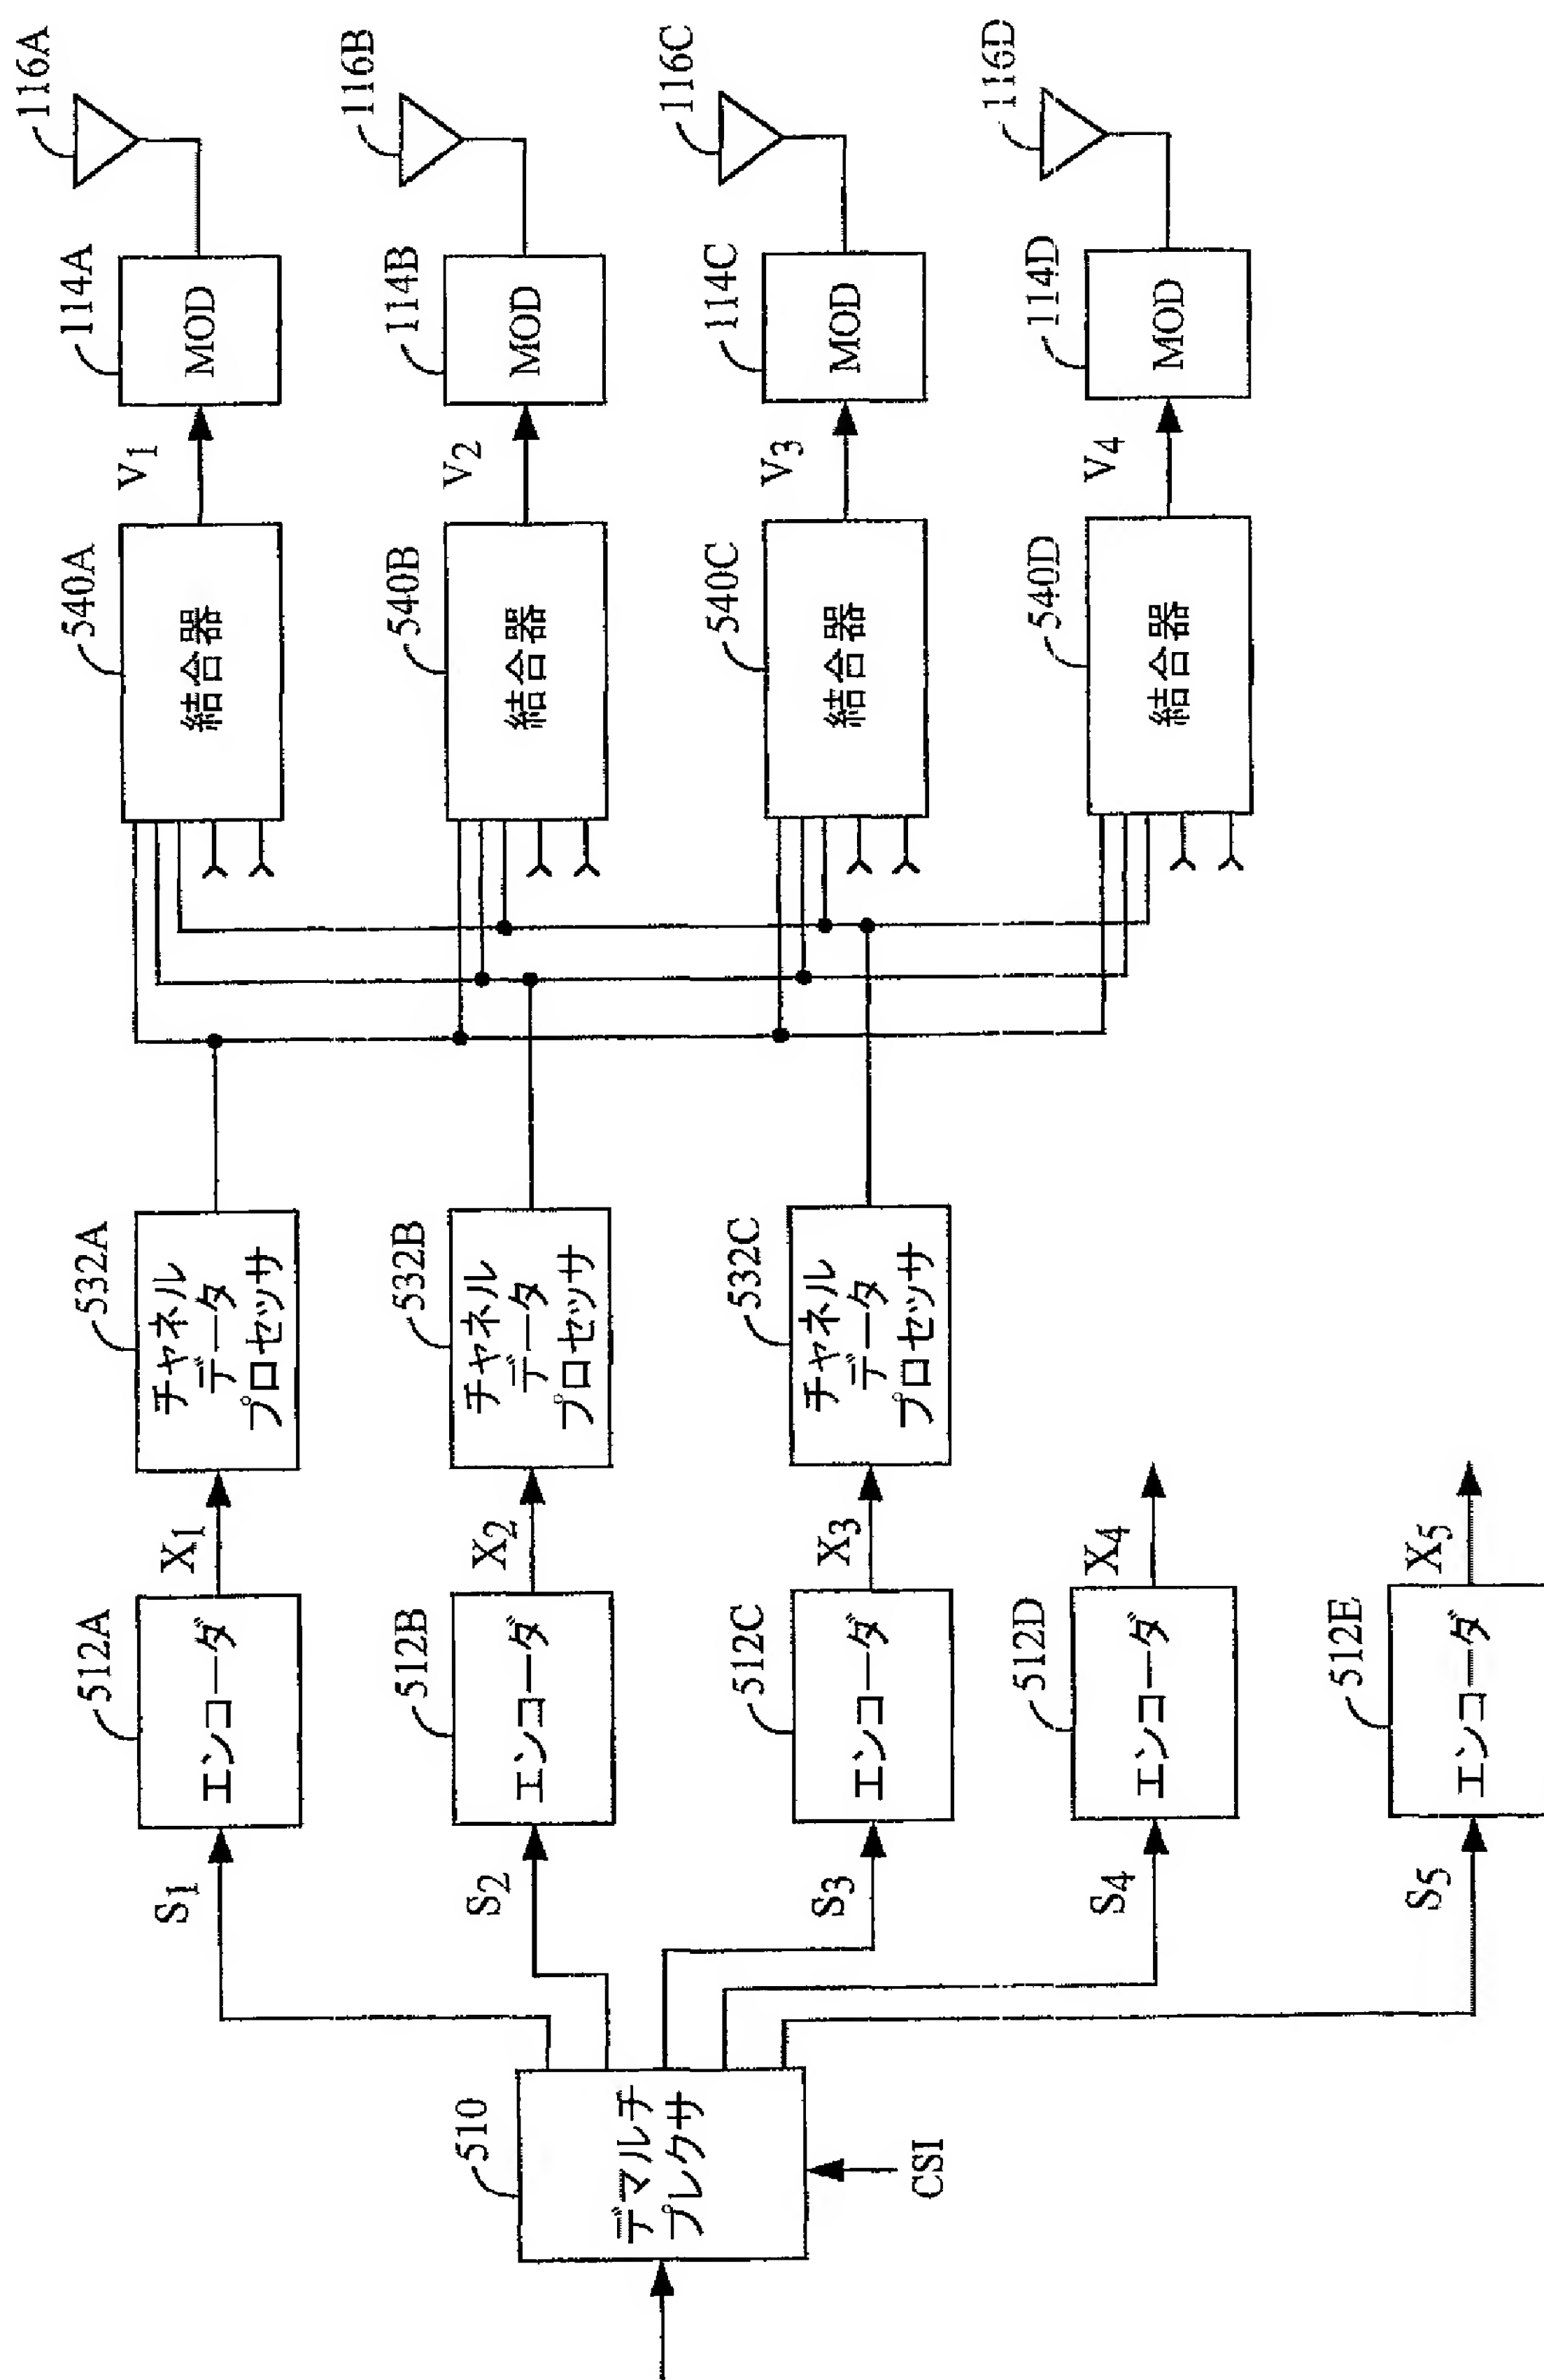 510
デマルチ
プレクサ
CSI
S1
512A
エンコーダ
X1
532A
チャネル
データ
プロセッサ
540A
結合器
V1
114A
MOD
116A
S2
512B
エンコーダ
X2
532B
チャネル
データ
プロセッサ
540B
結合器
V2
114B
MOD
116B
S3
512C
エンコーダ
X3
532C
チャネル
データ
プロセッサ
540C
結合器
V3
114C
MOD
116C
S4
512D
エンコーダ
X4
540D
結合器
V4
114D
MOD
116D
S5
512E
エンコーダ
X5